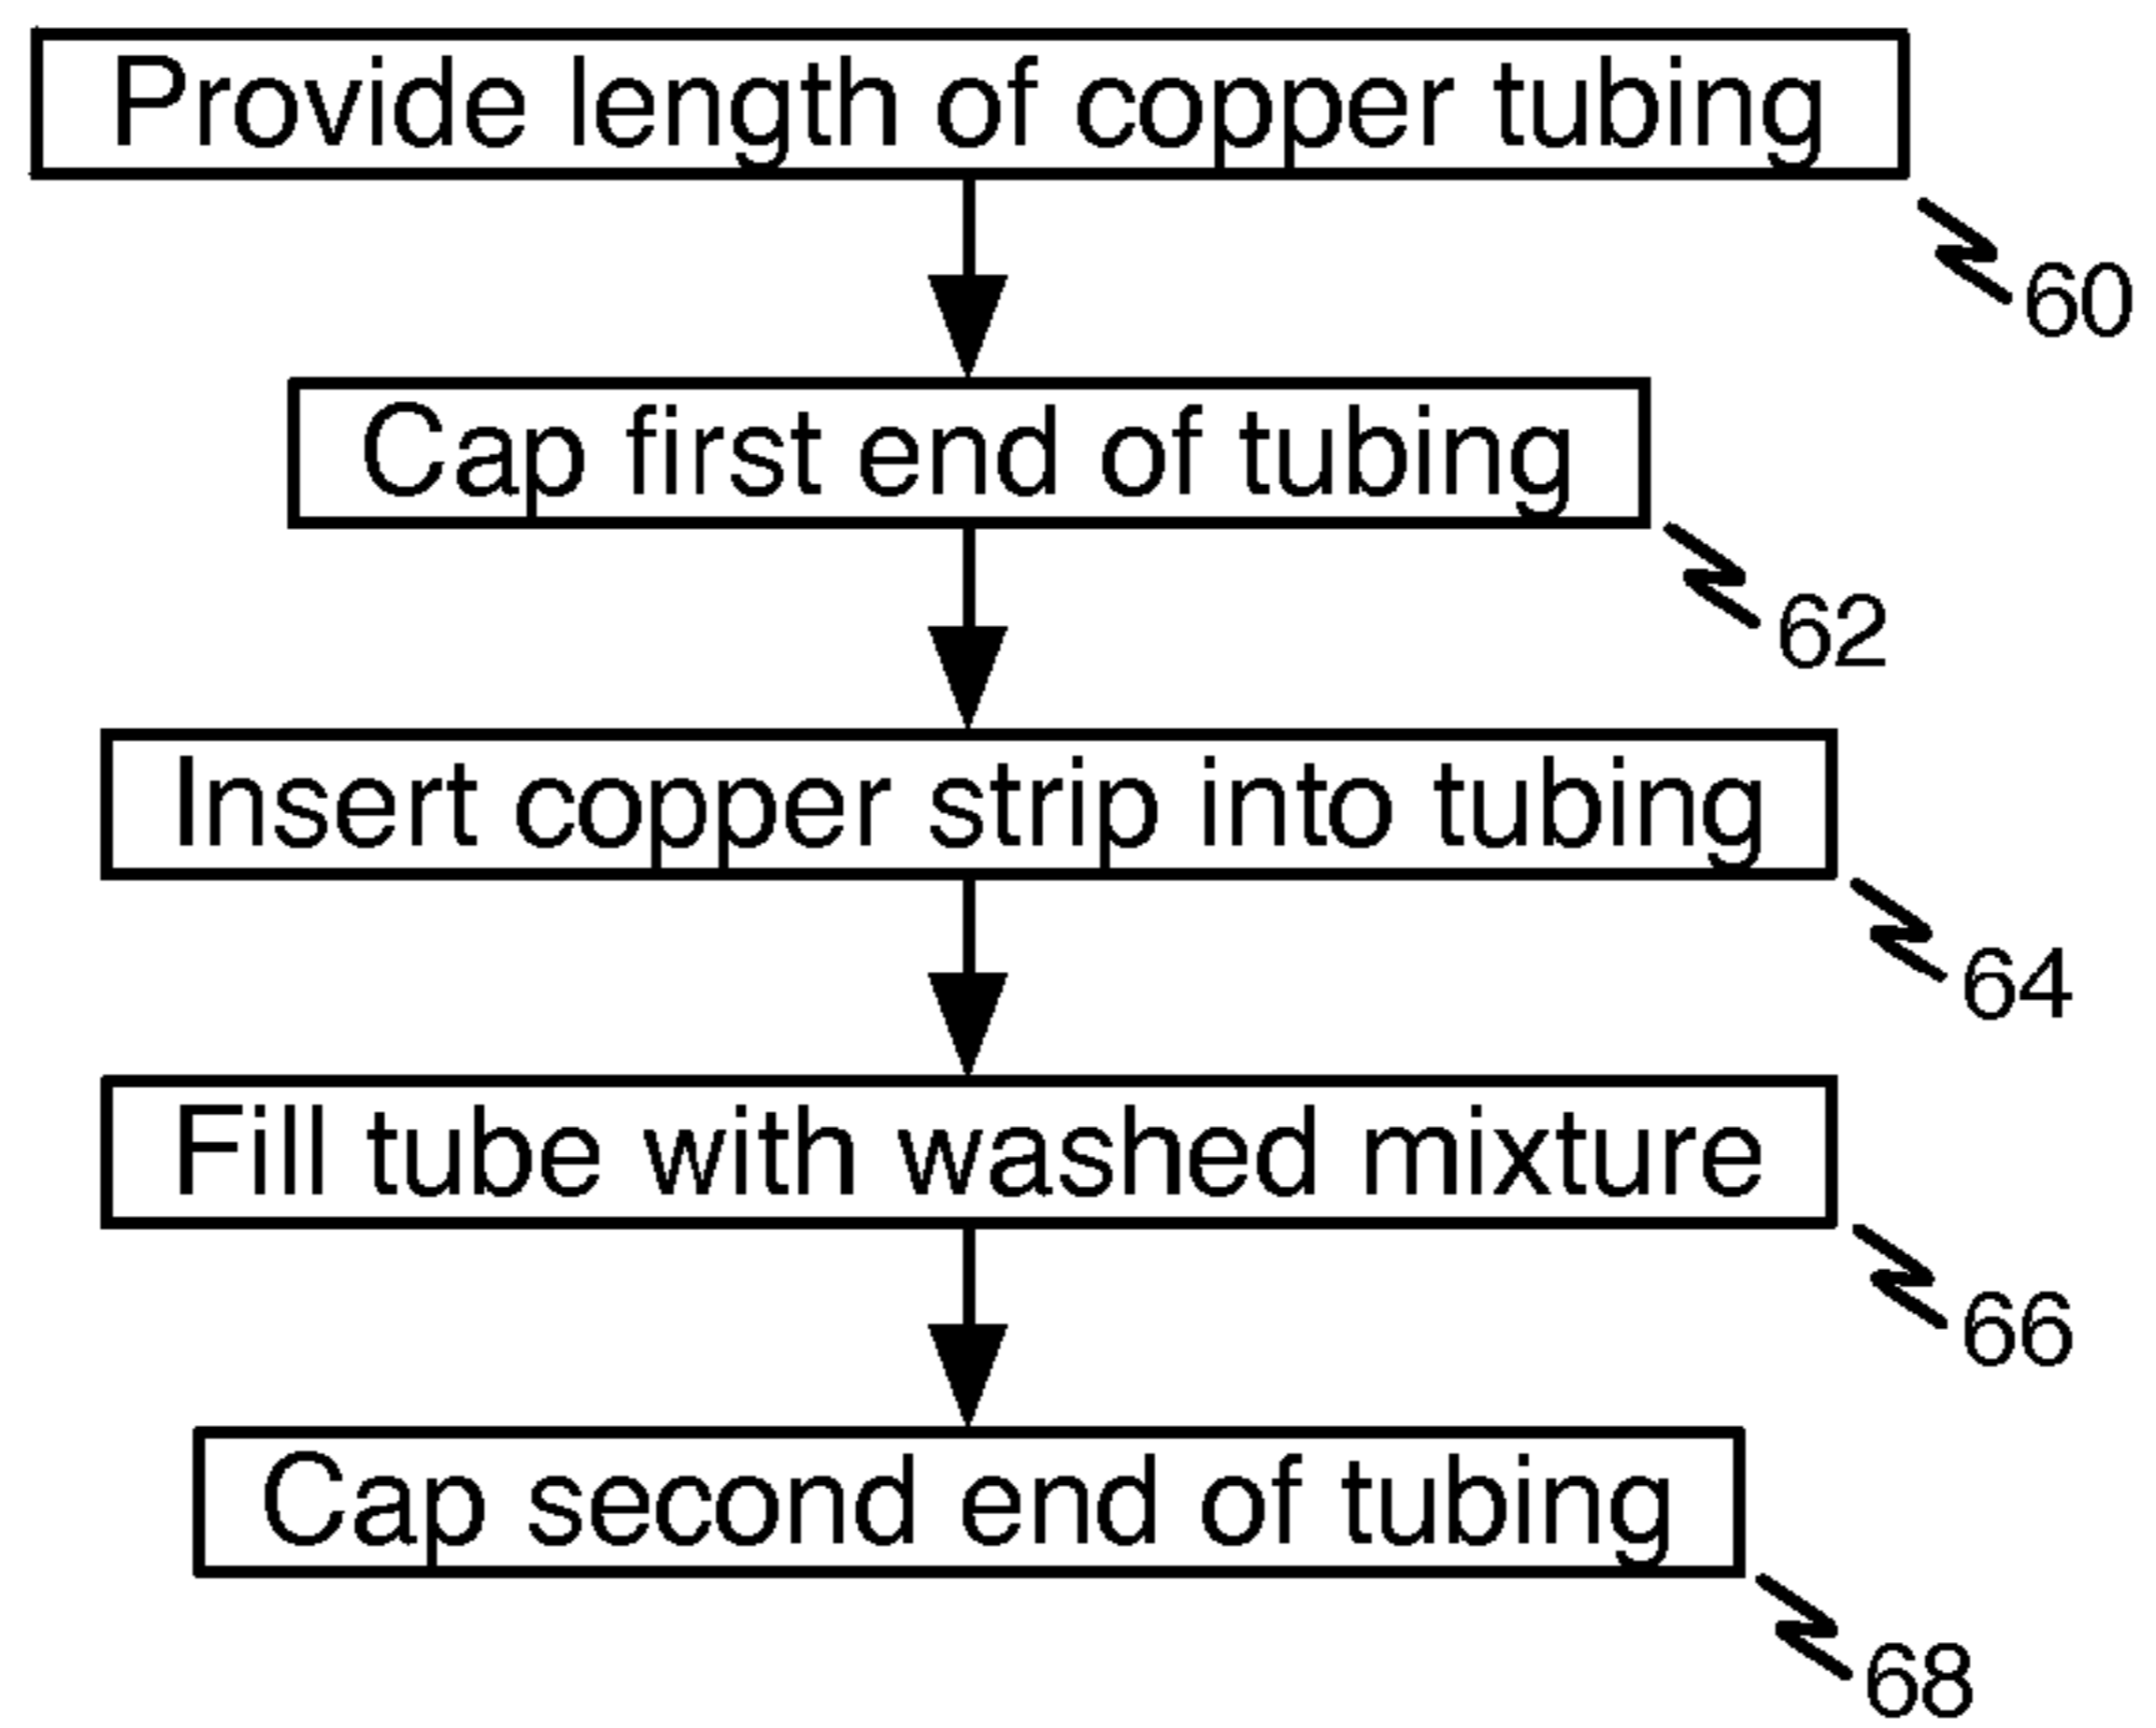 Provide length of copper tubing
60
Cap first end of tubing
62
Insert copper strip into tubing
64
Fill tube with washed mixture
66
Cap second end of tubing
68